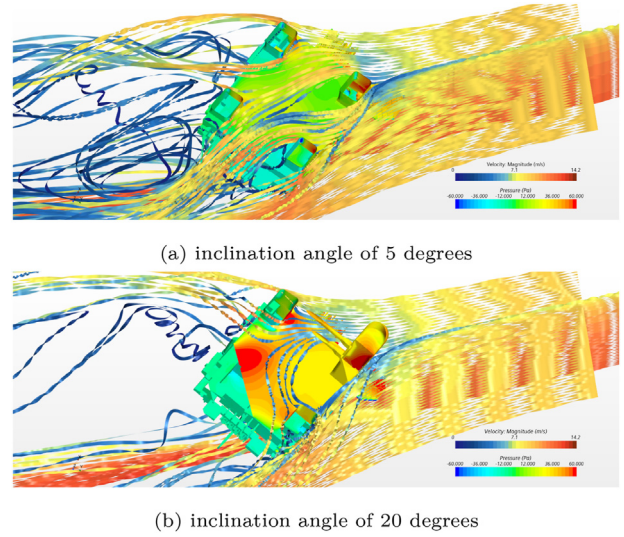 Velocity: Magnitude (m/s)
0 7.1 14.2
Pressure (Pa)
-60.000 -36.000 -12.000 12.000 36.000 60.000
(a) inclination angle of 5 degrees
Velocity: Magnitude (m/s)
0 7.1 14.2
Pressure (Pa)
-60.000 -36.000 -12.000 12.000 36.000 60.000
(b) inclination angle of 20 degrees